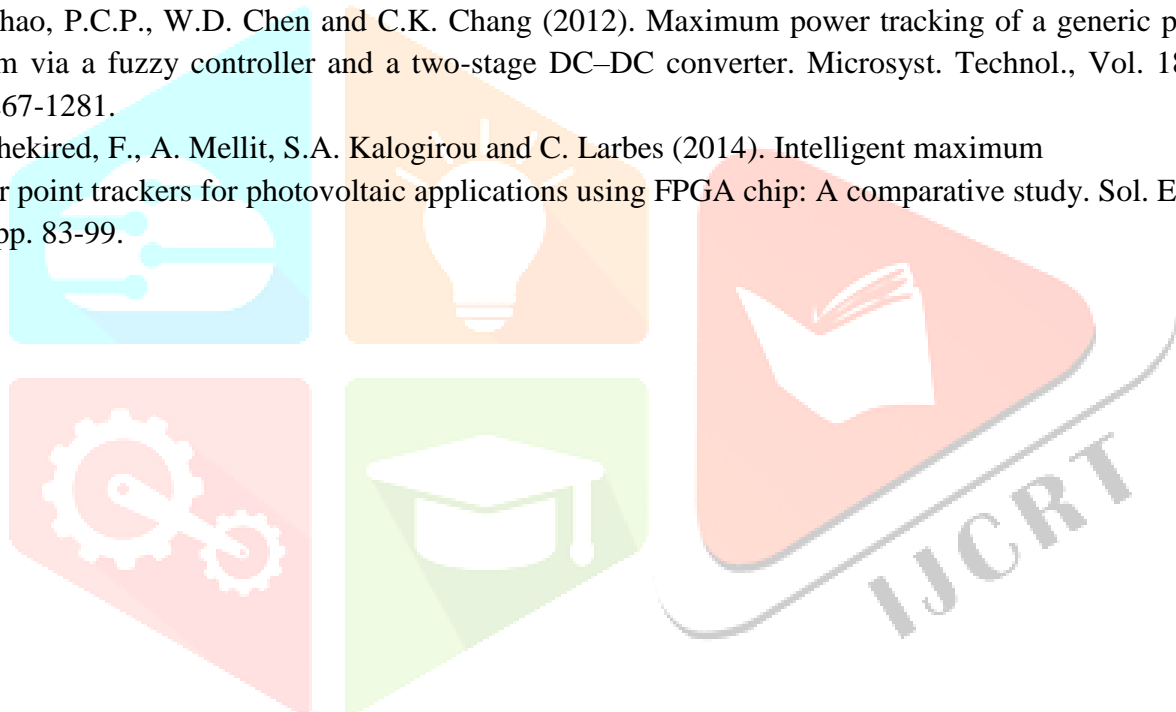 hao, P.C.P., W.D. Chen and C.K. Chang (2012). Maximum power tracking of a generic p
m via a fuzzy controller and a two-stage DC–DC converter. Microsyst. Technol., Vol. 18
67-1281.
hekired, F., A. Mellit, S.A. Kalogirou and C. Larbes (2014). Intelligent maximum
r point trackers for photovoltaic applications using FPGA chip: A comparative study. Sol. E
pp. 83-99.
IJCRT